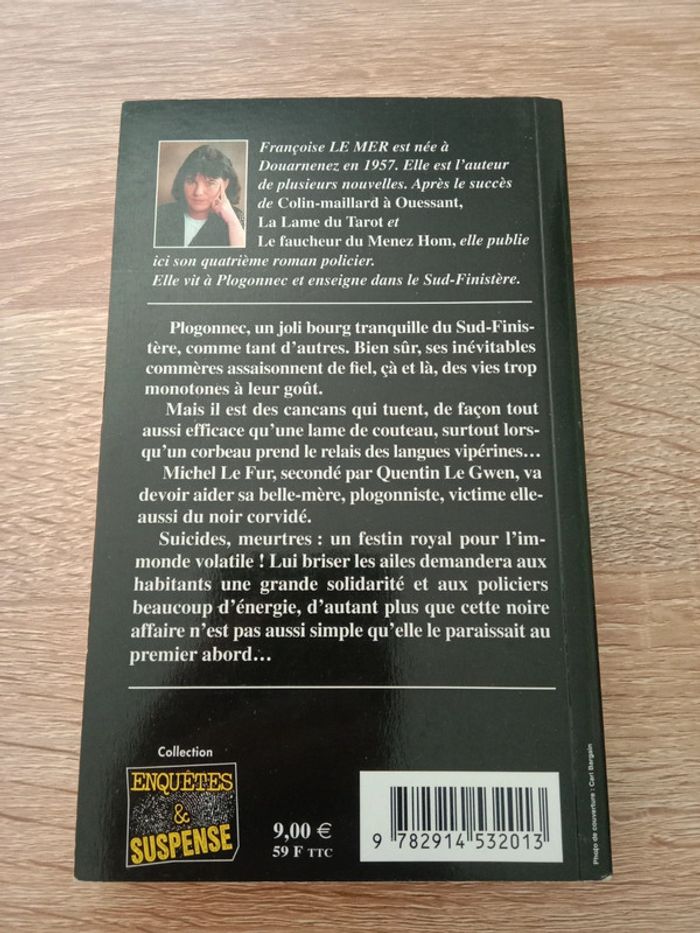 Françoise LE MER est née à
Douarnenez en 1957. Elle est l'auteur
de plusieurs nouvelles. Après le succès
de Colin-maillard à Ouessant,
La Lame du Tarot et
Le faucheur du Menez Hom, elle publie
ici son quatrième roman policier.
Elle vit à Plogonnec et enseigne dans le Sud-Finistère.
Plogonnec, un joli bourg tranquille du Sud-Finis-
tère, comme tant d'autres. Bien sûr, ses inévitables
commères assaisonnent de fiel, çà et là, des vies trop
monotones à leur goût.
Mais il est des cancans qui tuent, de façon tout
aussi efficace qu'une lame de couteau, surtout lors-
qu'un corbeau prend le relais des langues vipérines...
Michel Le Fur, secondé par Quentin Le Gwen, va
devoir aider sa belle-mère, plogonniste, victime elle-
aussi du noir corvidé.
Suicides, meurtres : un festin royal pour l'im-
monde volatile ! Lui briser les ailes demandera aux
habitants une grande solidarité et aux policiers
beaucoup d'énergie, d'autant plus que cette noire
affaire n'est pas aussi simple qu'elle le paraissait au
premier abord...
Collection
ENQUÊTES
&
SUSPENSE
9,00 €
59 F TTC
9 782914 532013
Photo de couverture : Carl Bargain